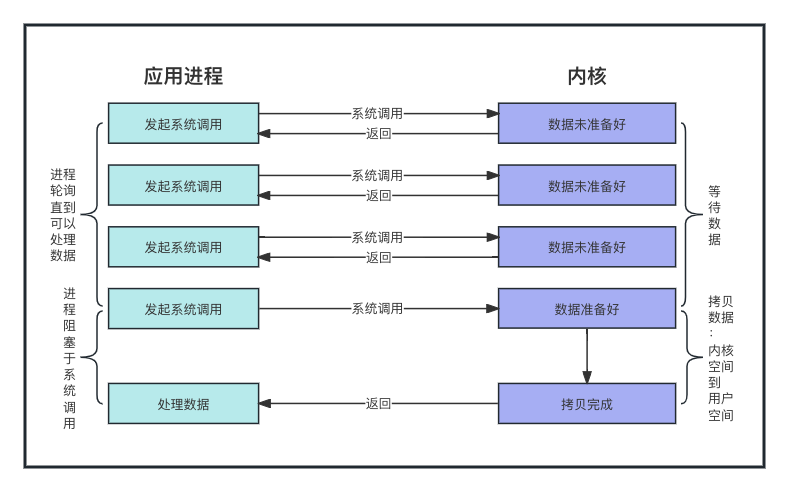 应用进程
内核
发起系统调用
系统调用
返回
数据未准备好
发起系统调用
系统调用
返回
数据未准备好
发起系统调用
系统调用
返回
数据未准备好
发起系统调用
系统调用
数据准备好
处理数据
返回
拷贝完成
进程
轮询
直到
可以
处理
数据
进
程
阻
塞
于
系
统
调
用
等
待
数
据
拷贝
数据
:
内核
空间
到
用户
空间